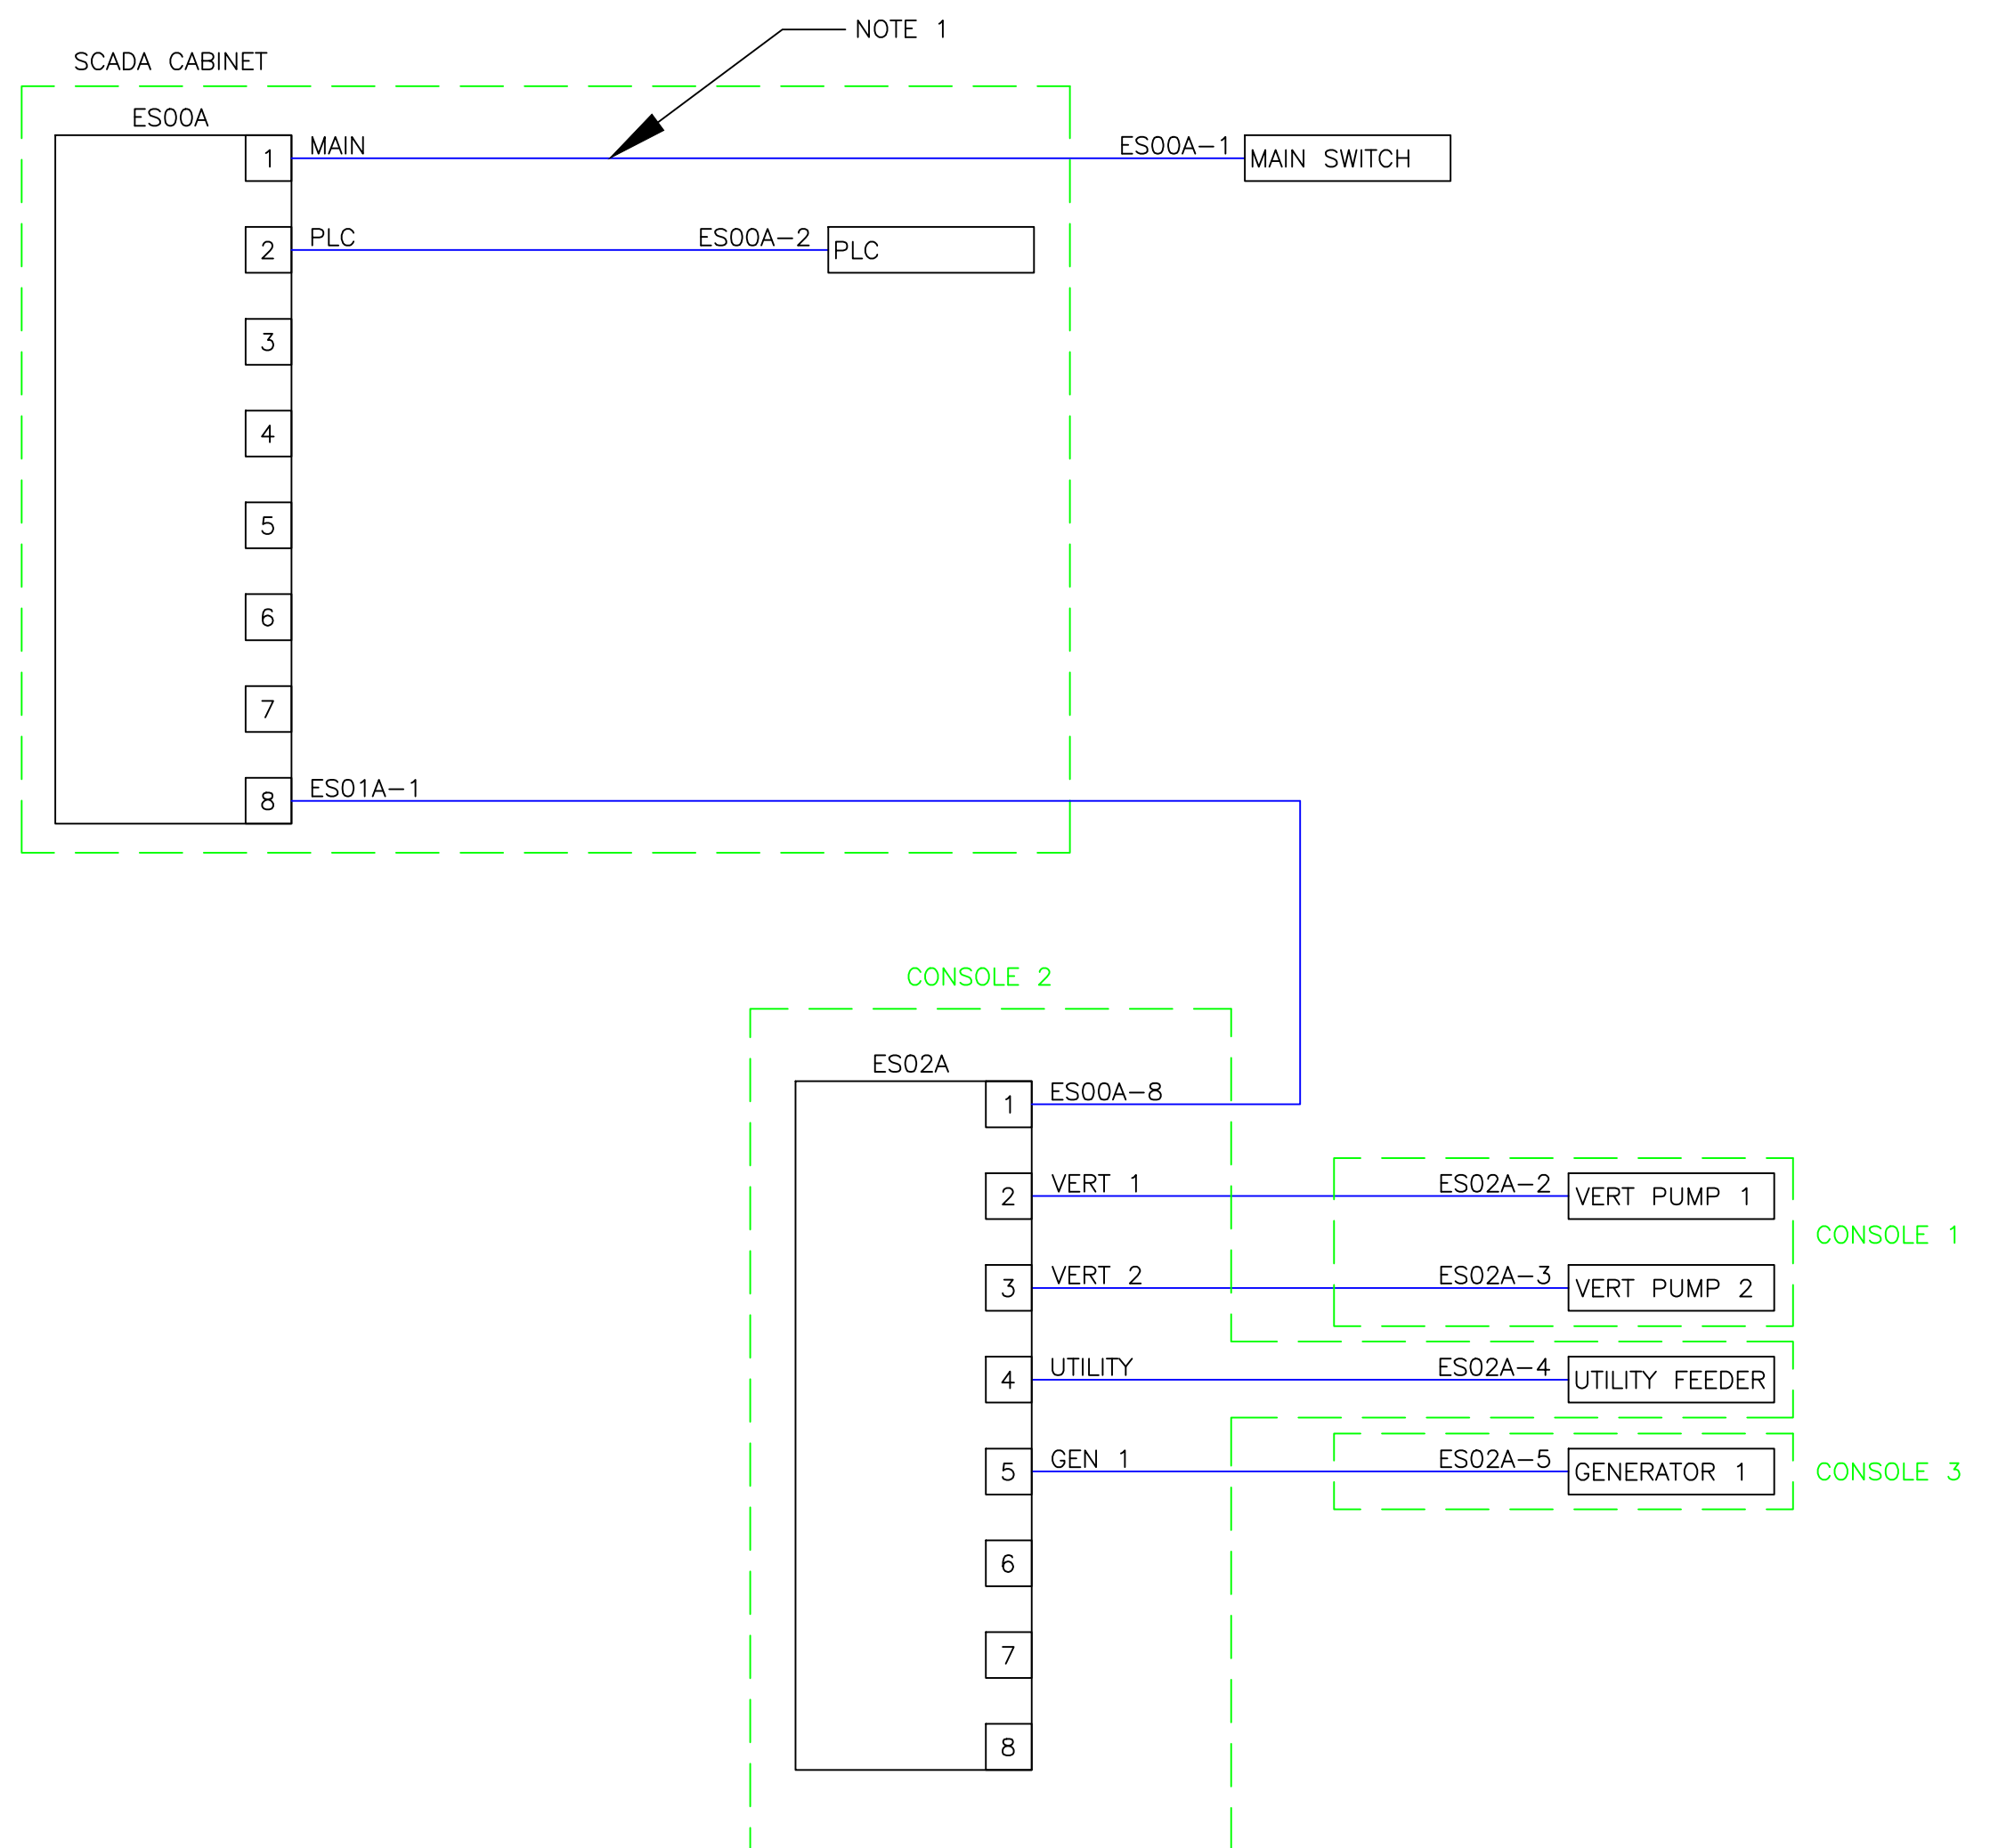 NOTE 1
SCADA CABINET
ES00A
1
MAIN
ES00A-1
MAIN SWITCH
2
PLC
ES00A-2
PLC
3
4
5
6
7
8
ES01A-1
CONSOLE 2
ES02A
1
ES00A-8
2
VERT 1
ES02A-2
VERT PUMP 1
CONSOLE 1
3
VERT 2
ES02A-3
VERT PUMP 2
4
UTILITY
ES02A-4
UTILITY FEEDER
5
GEN 1
ES02A-5
GENERATOR 1
CONSOLE 3
6
7
8